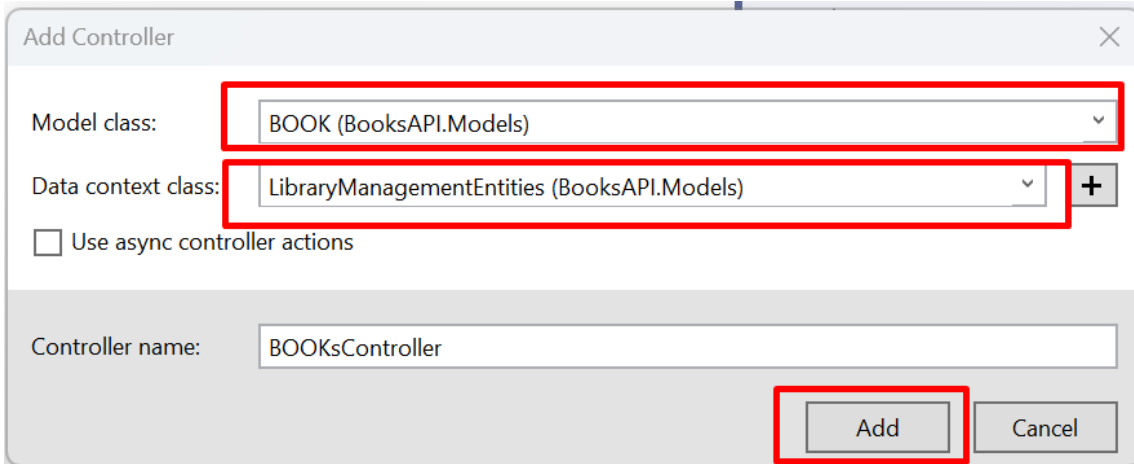 Add Controller
Model class: BOOK (BooksAPI.Models)
Data context class: LibraryManagementEntities (BooksAPI.Models) +
Use async controller actions
Controller name: BOOKsController
Add Cancel